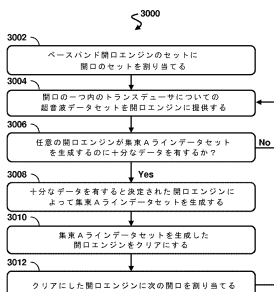 3000
3002
ベースバンド開口エンジンのセットに
開口のセットを割り当てる
3004
開口の一つ内のトランスデューサについての
超音波データセットを開口エンジンに提供する
3006
任意の開口エンジンが集束Aラインデータセット
を生成するのに十分なデータを有するか？
No
Yes
3008
十分なデータを有すると決定された開口エンジンに
よって集束Aラインデータセットを生成する
3010
集束Aラインデータセットを生成した
開口エンジンをクリアにする
3012
クリアにした開口エンジンに次の開口を割り当てる